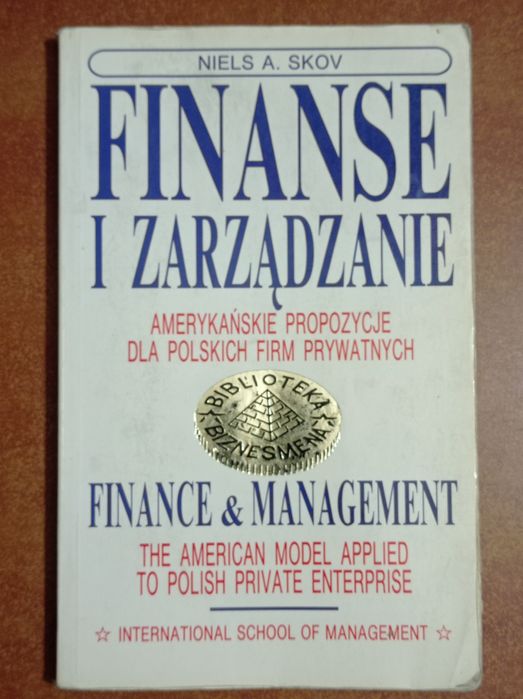 NIELS A. SKOV
FINANSE
I ZARZĄDZANIE
AMERYKAŃSKIE PROPOZYCJE
DLA POLSKICH FIRM PRYWATNYCH
BIBLIOTEKA
BIZNESMENA
FINANCE & MANAGEMENT
THE AMERICAN MODEL APPLIED
TO POLISH PRIVATE ENTERPRISE
☆ INTERNATIONAL SCHOOL OF MANAGEMENT ☆